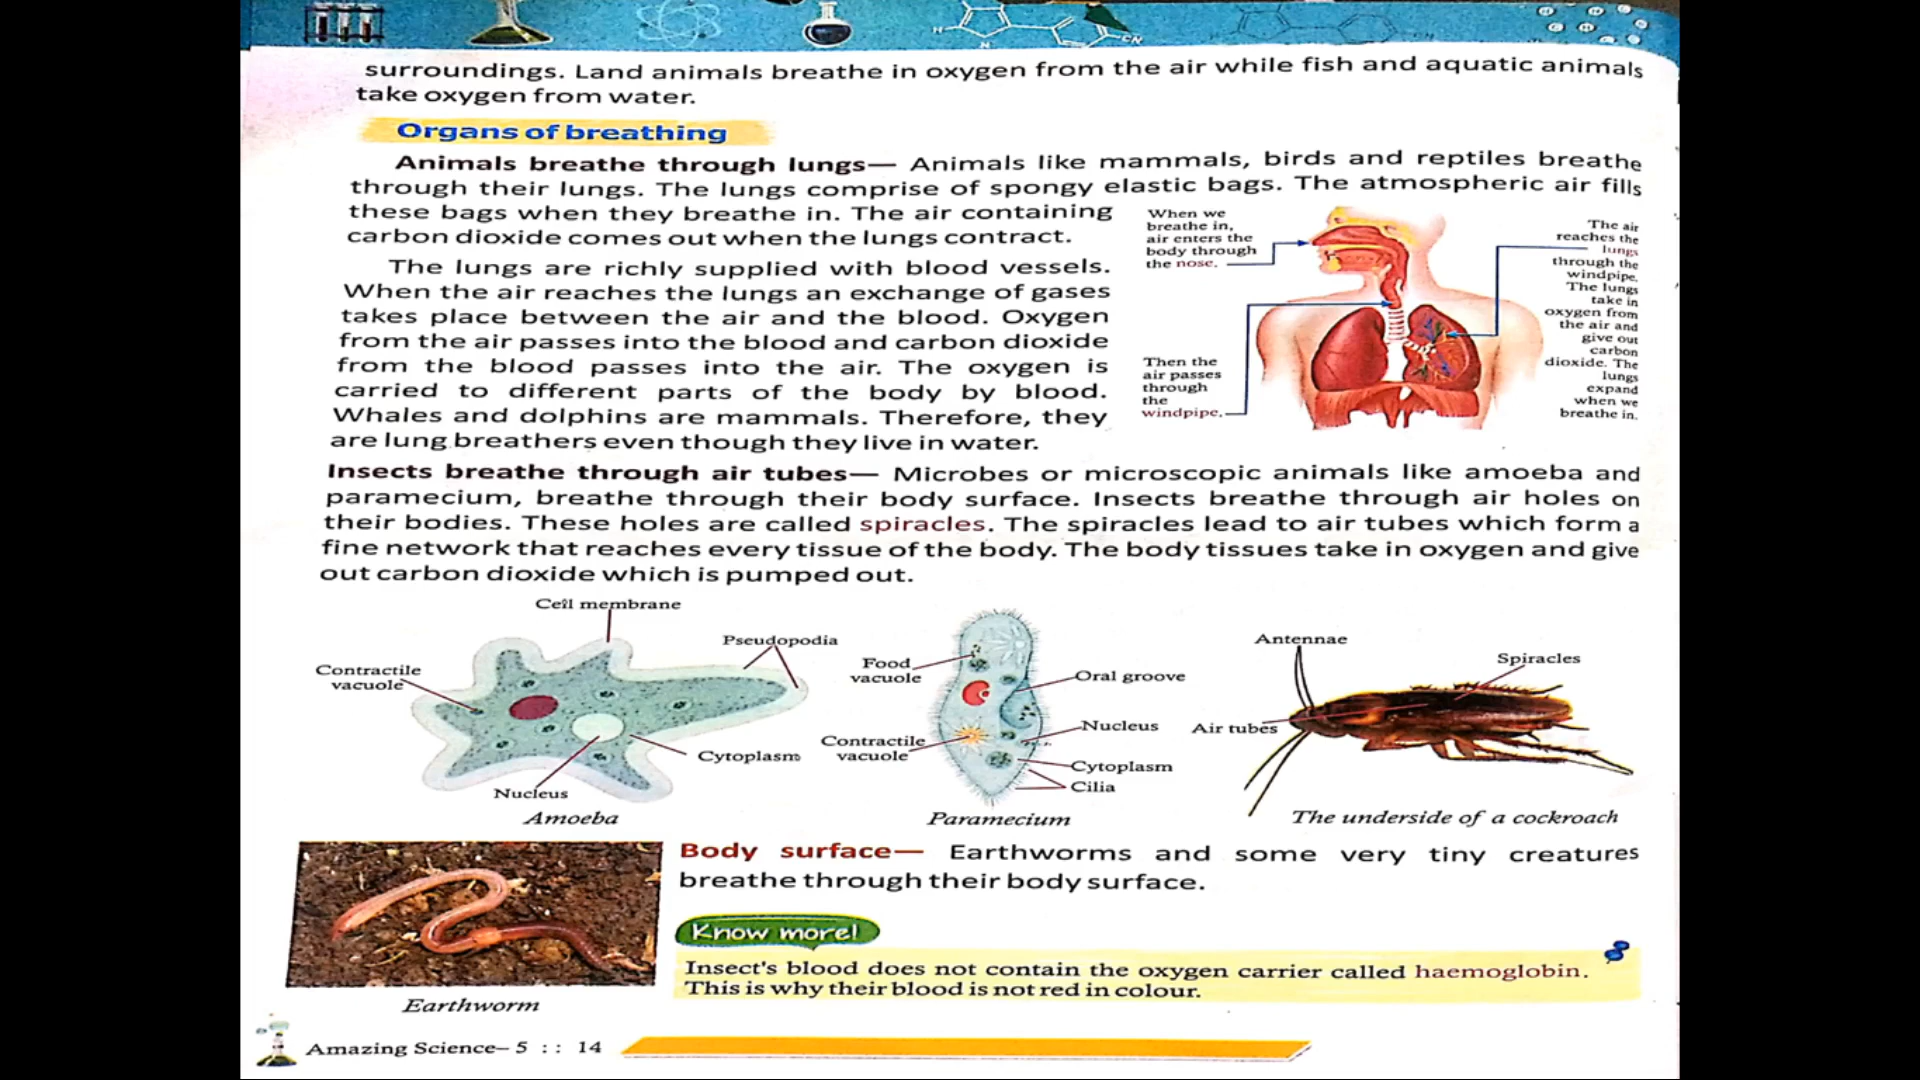 surroundings. Land animals breathe in oxygen from the air while fish and aquatic animals
take oxygen from water.
Organs of breathing
Animals breathe through lungs— Animals like mammals, birds and reptiles breathe
through their lungs. The lungs comprise of spongy elastic bags. The atmospheric air fills
these bags when they breathe in. The air containing
carbon dioxide comes out when the lungs contract.
The lungs are richly supplied with blood vessels.
When the air reaches the lungs an exchange of gases
takes place between the air and the blood. Oxygen
from the air passes into the blood and carbon dioxide
from the blood passes into the air. The oxygen is
carried to different parts of the body by blood.
Whales and dolphins are mammals. Therefore, they
are lung breathers even though they live in water.
When we
breathe in,
air enters the
body through
the nose.
Then the
air passes
through
the
windpipe.
The air
reaches the
lungs
through the
windpipe.
The lungs
take in
oxygen from
the air and
give out
carbon
dioxide. The
lungs
expand
when we
breathe in.
Insects breathe through air tubes— Microbes or microscopic animals like amoeba and
paramecium, breathe through their body surface. Insects breathe through air holes on
their bodies. These holes are called spiracles. The spiracles lead to air tubes which form a
fine network that reaches every tissue of the body. The body tissues take in oxygen and give
out carbon dioxide which is pumped out.
Cell membrane
Pseudopodia
Contractile
vacuole
Cytoplasm
Nucleus
Amoeba
Food
vacuole
Oral groove
Nucleus
Contractile
vacuole
Cytoplasm
Cilia
Paramecium
Antennae
Spiracles
Air tubes
The underside of a cockroach
Body surface— Earthworms and some very tiny creatures
breathe through their body surface.
Know more!
Insect's blood does not contain the oxygen carrier called haemoglobin.
This is why their blood is not red in colour.
Earthworm
Amazing Science– 5 :: 14